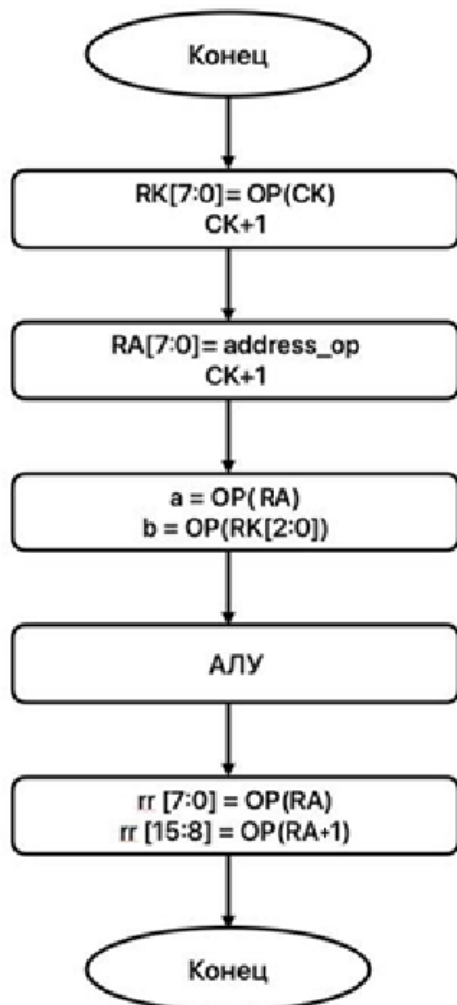 Конец
RK[7:0]= OP(CK)
CK+1
RA[7:0]= address_op
CK+1
a = OP(RA)
b = OP(RK[2:0])
АЛУ
rr [7:0] = OP(RA)
rr [15:8] = OP(RA+1)
Конец